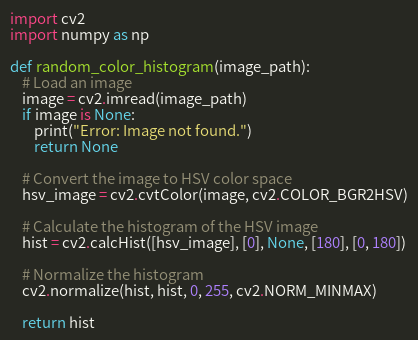 import cv2
import numpy as np

def random_color_histogram(image_path):
    # Load an image
    image = cv2.imread(image_path)
    if image is None:
        print("Error: Image not found.")
        return None

    # Convert the image to HSV color space
    hsv_image = cv2.cvtColor(image, cv2.COLOR_BGR2HSV)

    # Calculate the histogram of the HSV image
    hist = cv2.calcHist([hsv_image], [0], None, [180], [0, 180])

    # Normalize the histogram
    cv2.normalize(hist, hist, 0, 255, cv2.NORM_MINMAX)

    return hist